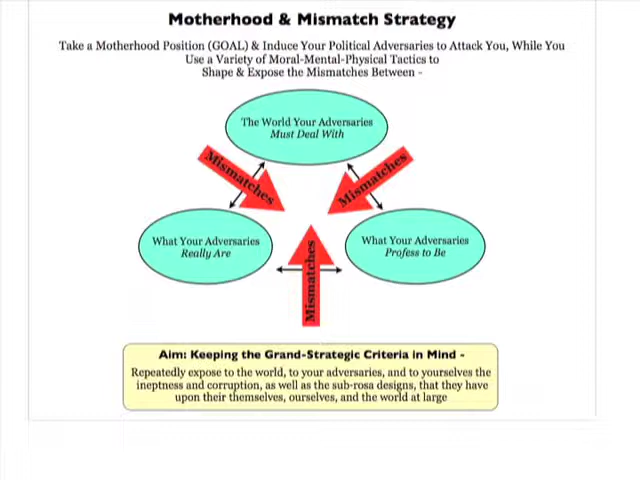 Motherhood & Mismatch Strategy
Take a Motherhood Position (GOAL) & Induce Your Political Adversaries to Attack You, While You
Use a Variety of Moral-Mental-Physical Tactics to
Shape & Expose the Mismatches Between -
The World Your Adversaries
Must Deal With
Mismatches
Mismatches
What Your Adversaries
Really Are
What Your Adversaries
Profess to Be
Mismatches
Aim: Keeping the Grand-Strategic Criteria in Mind -
Repeatedly expose to the world, to your adversaries, and to yourselves the
ineptness and corruption, as well as the sub-rosa designs, that they have
upon their themselves, ourselves, and the world at large